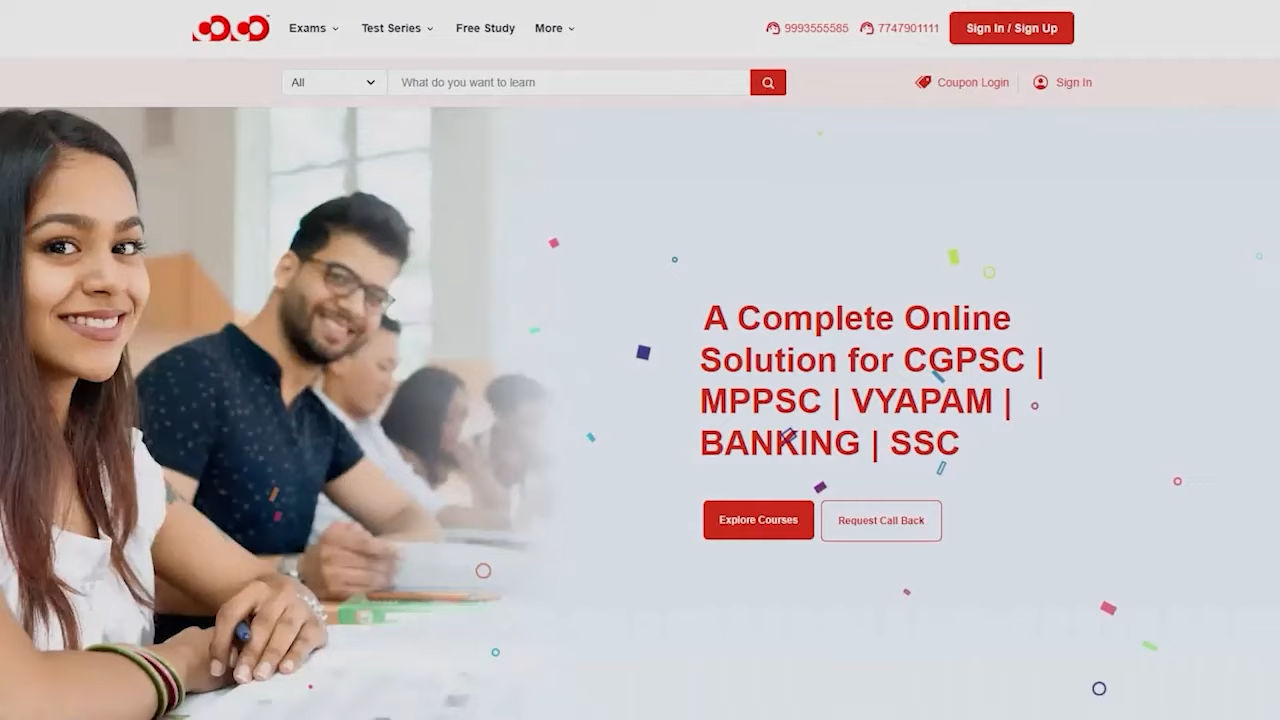 Exams
Test Series
Free Study
More
9993555585
7747901111
Sign In / Sign Up
All
What do you want to learn
Coupon Login
Sign In
A Complete Online
Solution for CGPSC |
MPPSC | VYAPAM |
BANKING | SSC
Explore Courses
Request Call Back